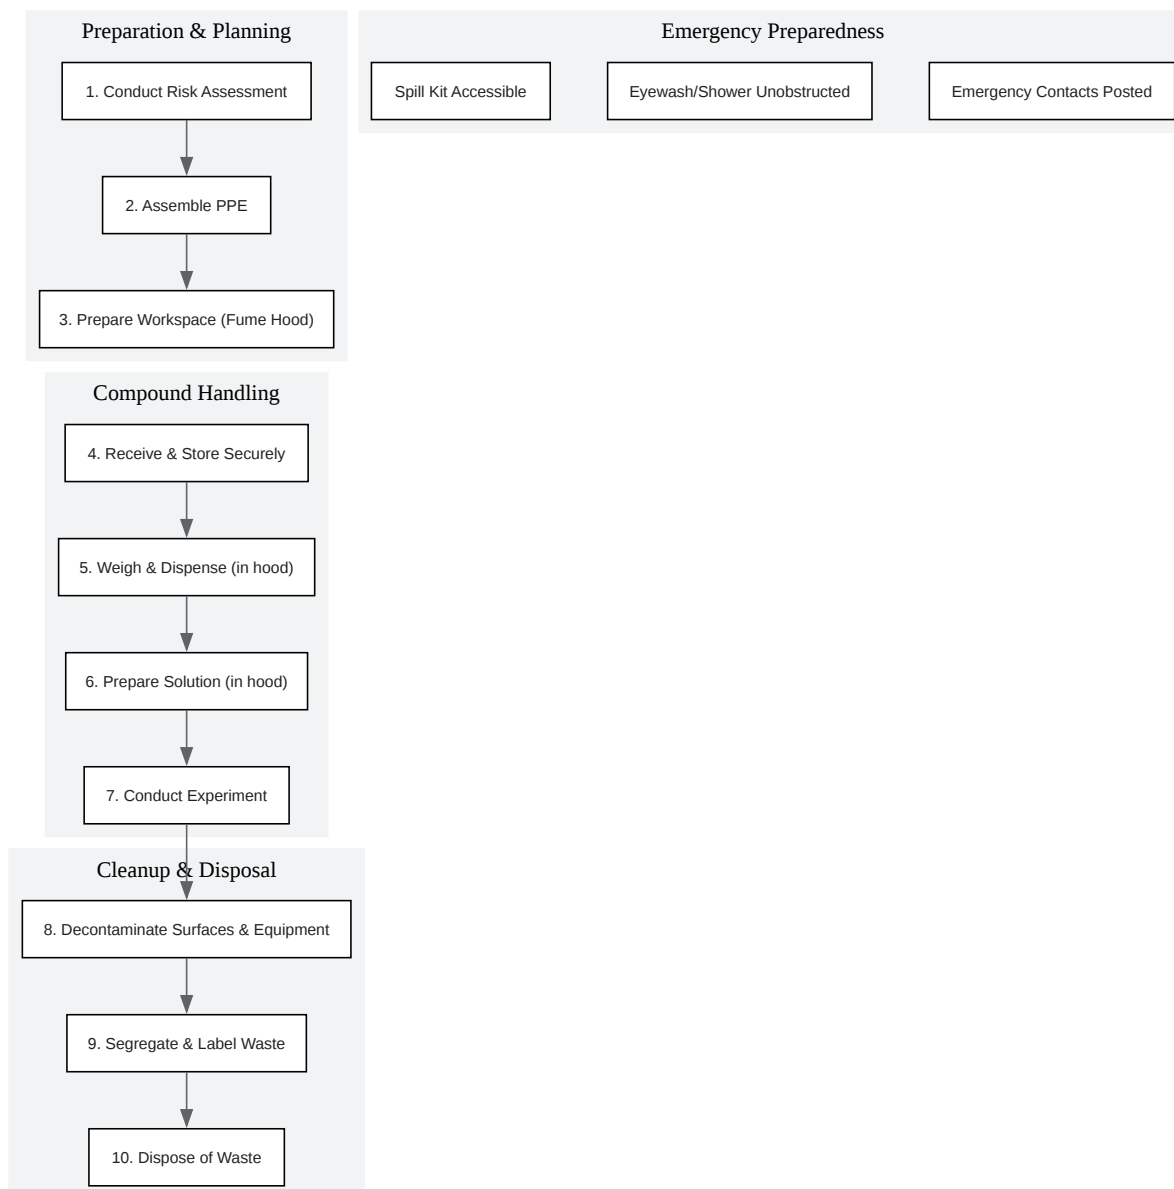 Preparation & Planning
1. Conduct Risk Assessment
2. Assemble PPE
3. Prepare Workspace (Fume Hood)
Emergency Preparedness
Spill Kit Accessible
Eyewash/Shower Unobstructed
Emergency Contacts Posted
Compound Handling
4. Receive & Store Securely
5. Weigh & Dispense (in hood)
6. Prepare Solution (in hood)
7. Conduct Experiment
Cleanup & Disposal
8. Decontaminate Surfaces & Equipment
9. Segregate & Label Waste
10. Dispose of Waste